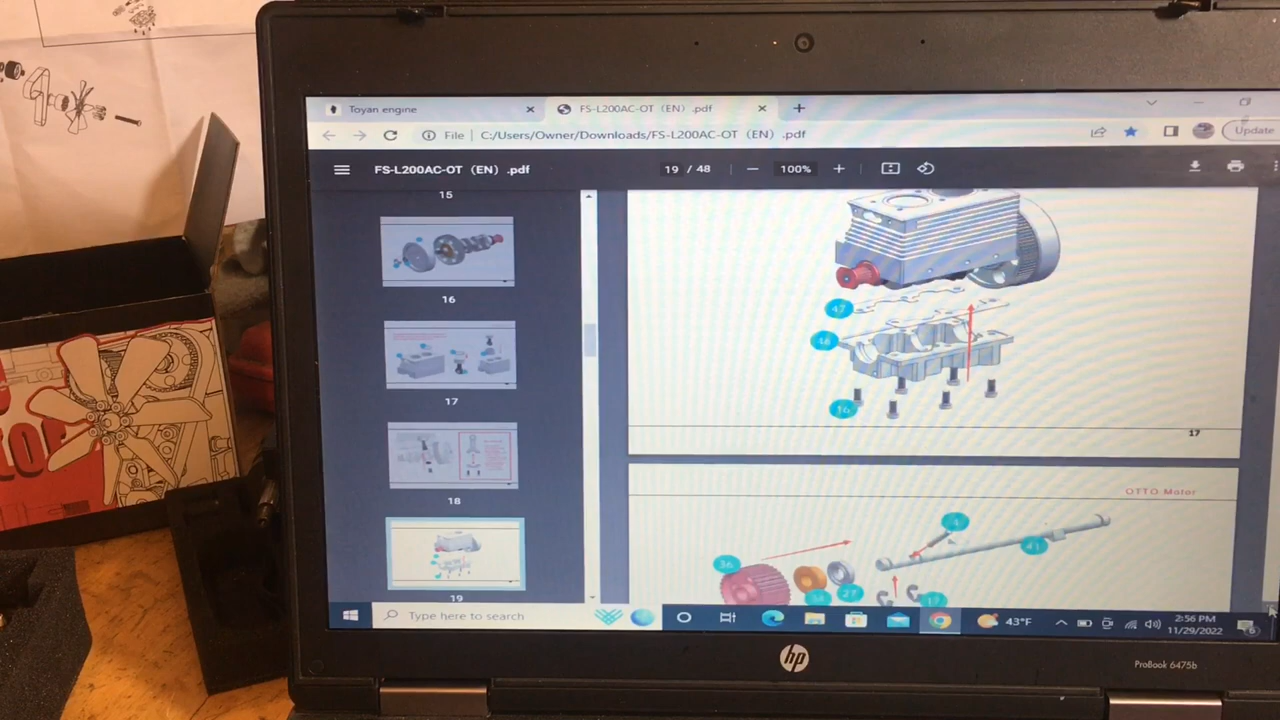 Toyan engine
FS-L200AC-OT（EN）.pdf
File
C:/Users/Owner/Downloads/FS-L200AC-OT（EN）.pdf
Update
FS-L200AC-OT（EN）.pdf
19 / 48
100%
15
16
17
18
19
47
46
16
17
OTTO Motor
36
27
41
Type here to search
43°F
2:56 PM
11/29/2022
hp
ProBook 6475b